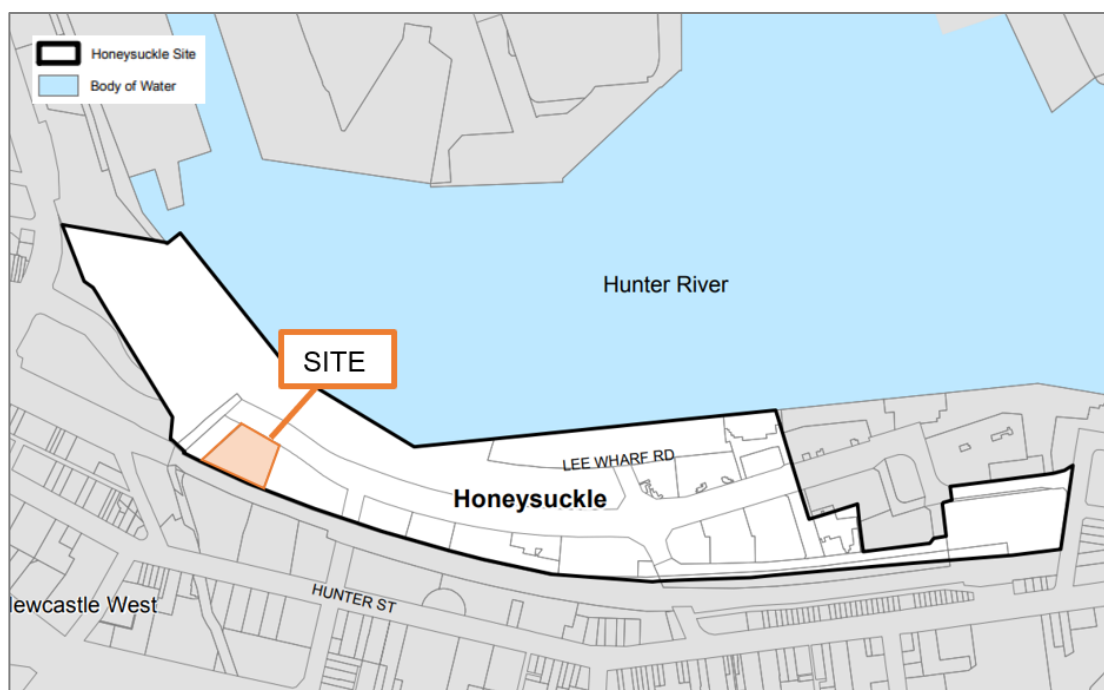 Honeysuckle Site
Body of Water
Hunter River
SITE
LEE WHARF RD
Honeysuckle
HUNTER ST
lewcastle West